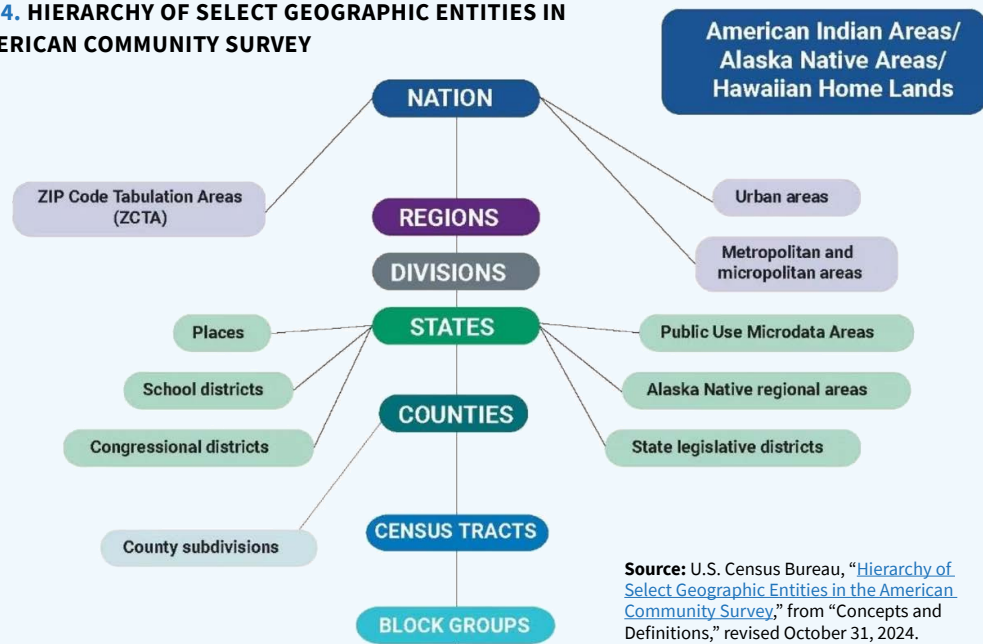 4. HIERARCHY OF SELECT GEOGRAPHIC ENTITIES IN
ERICAN COMMUNITY SURVEY
American Indian Areas/
Alaska Native Areas/
Hawaiian Home Lands
NATION
ZIP Code Tabulation Areas
(ZCTA)
Urban areas
REGIONS
Metropolitan and
micropolitan areas
DIVISIONS
STATES
Places
Public Use Microdata Areas
School districts
Alaska Native regional areas
COUNTIES
Congressional districts
State legislative districts
CENSUS TRACTS
County subdivisions
BLOCK GROUPS
Source: U.S. Census Bureau, “Hierarchy of
Select Geographic Entities in the American
Community Survey,” from “Concepts and
Definitions,” revised October 31, 2024.